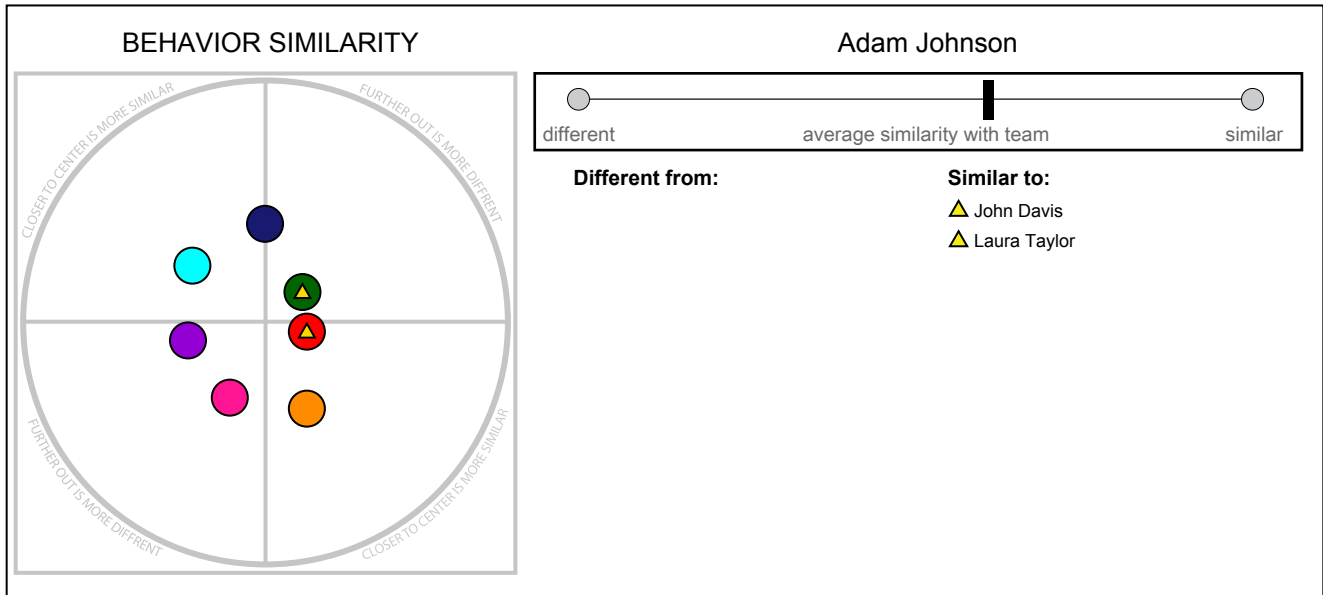 BEHAVIOR SIMILARITY
CLOSER TO CENTER IS MORE SIMILAR
FURTHER OUT IS MORE DIFFRENT
FURTHER OUT IS MORE DIFFRENT
CLOSER TO CENTER IS MORE SIMILAR
Adam Johnson
different average similarity with team similar
Different from:
Similar to:
John Davis
Laura Taylor